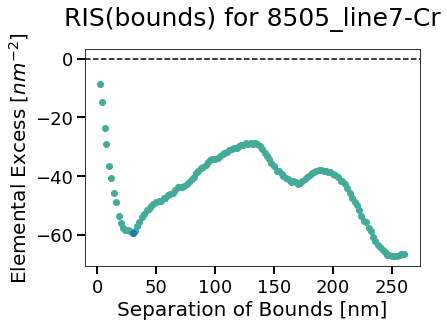 RIS(bounds) for 8505_line7-Cr
Elemental Excess [nm⁻²]
0
−20
−40
−60
0 50 100 150 200 250
Separation of Bounds [nm]